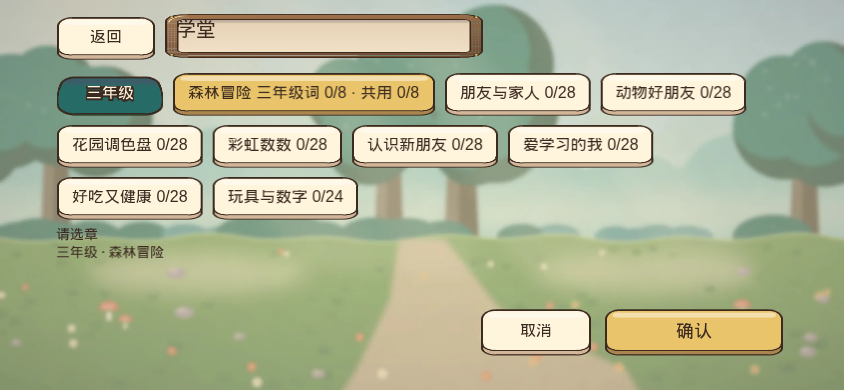 返回
学堂
三年级
森林冒险 三年级词 0/8 · 共用 0/8
朋友与家人 0/28
动物好朋友 0/28
花园调色盘 0/28
彩虹数数 0/28
认识新朋友 0/28
爱学习的我 0/28
好吃又健康 0/28
玩具与数字 0/24
请选章
三年级 · 森林冒险
取消
确认